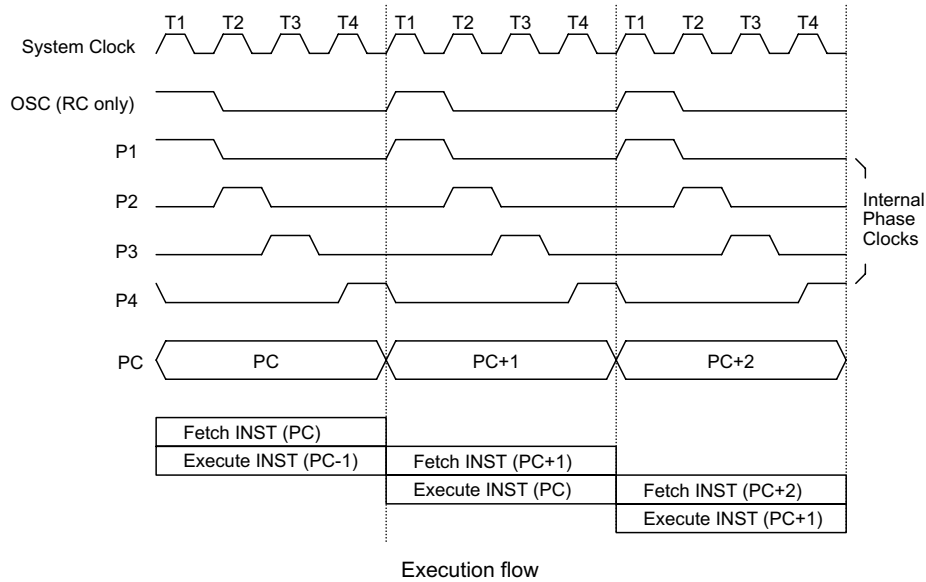 T1 T2 T3 T4 T1 T2 T3 T4 T1 T2 T3 T4
System Clock
OSC (RC only)
P1
P2
P3
P4
Internal
Phase
Clocks
PC PC PC+1 PC+2
Fetch INST (PC)
Execute INST (PC-1) Fetch INST (PC+1)
Execute INST (PC) Fetch INST (PC+2)
Execute INST (PC+1)
Execution flow